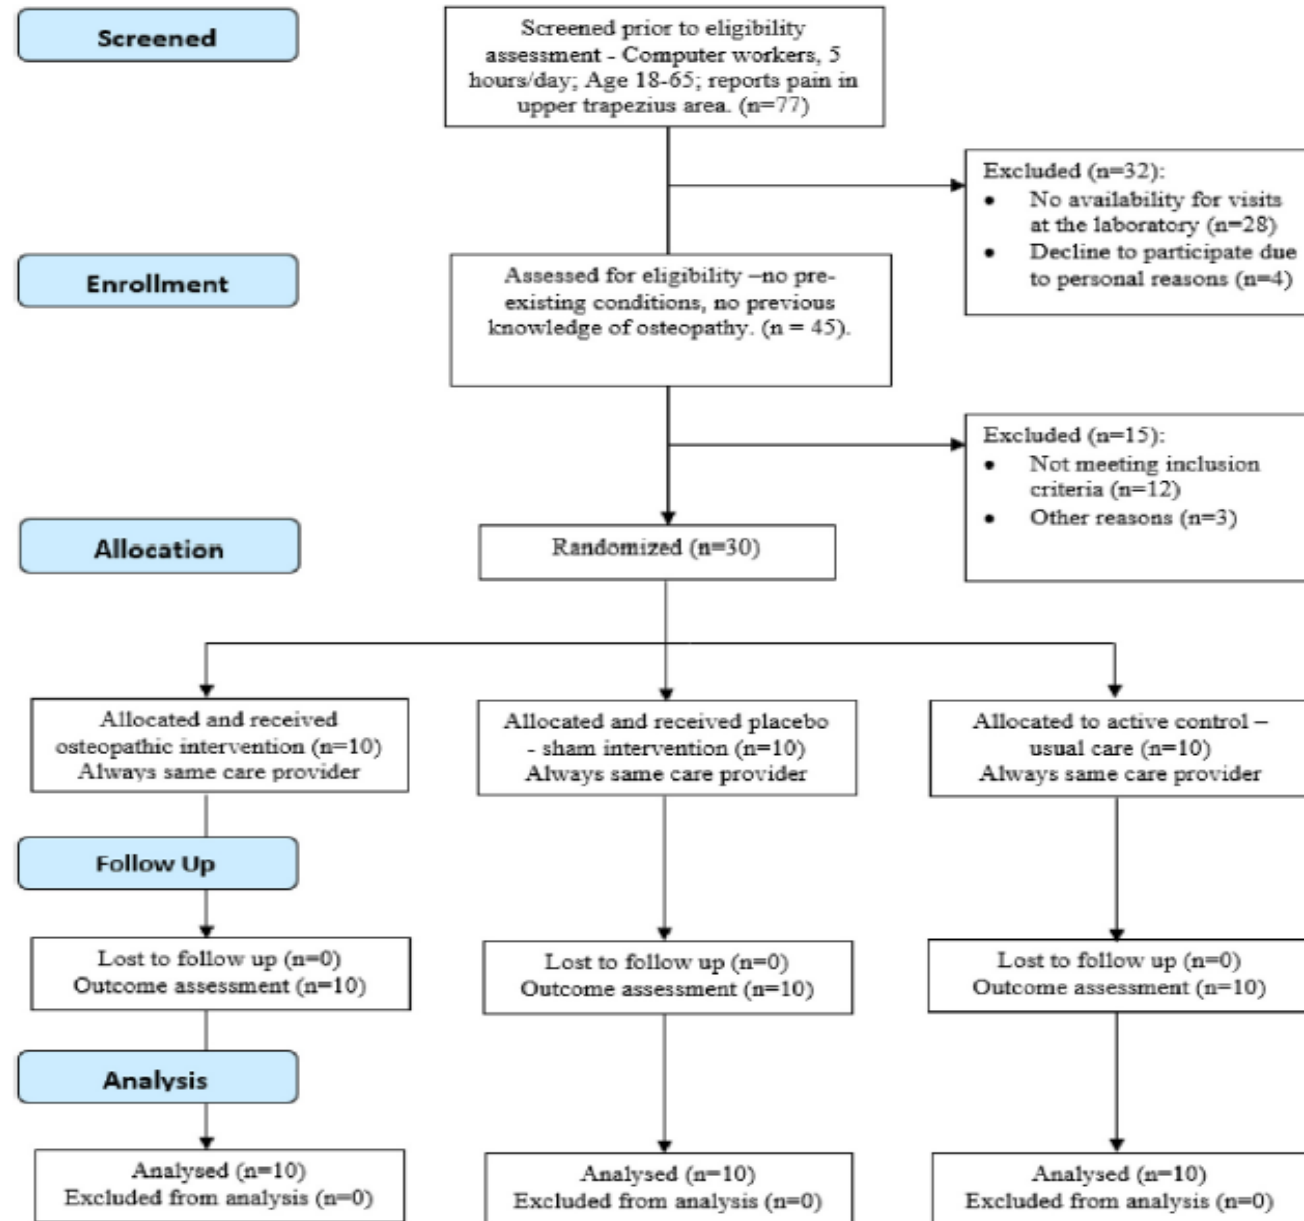 Screened
Screened prior to eligibility
assessment - Computer workers, 5
hours/day; Age 18-65; reports pain in
upper trapezius area. (n=77)
Excluded (n=32):
• No availability for visits
at the laboratory (n=28)
• Decline to participate due
to personal reasons (n=4)
Enrollment
Assessed for eligibility –no pre-
existing conditions, no previous
knowledge of osteopathy. (n = 45).
Excluded (n=15):
• Not meeting inclusion
criteria (n=12)
• Other reasons (n=3)
Allocation
Randomized (n=30)
Allocated and received
osteopathic intervention (n=10)
Always same care provider
Allocated and received placebo
- sham intervention (n=10)
Always same care provider
Allocated to active control –
usual care (n=10)
Always same care provider
Follow Up
Lost to follow up (n=0)
Outcome assessment (n=10)
Lost to follow up (n=0)
Outcome assessment (n=10)
Lost to follow up (n=0)
Outcome assessment (n=10)
Analysis
Analysed (n=10)
Excluded from analysis (n=0)
Analysed (n=10)
Excluded from analysis (n=0)
Analysed (n=10)
Excluded from analysis (n=0)